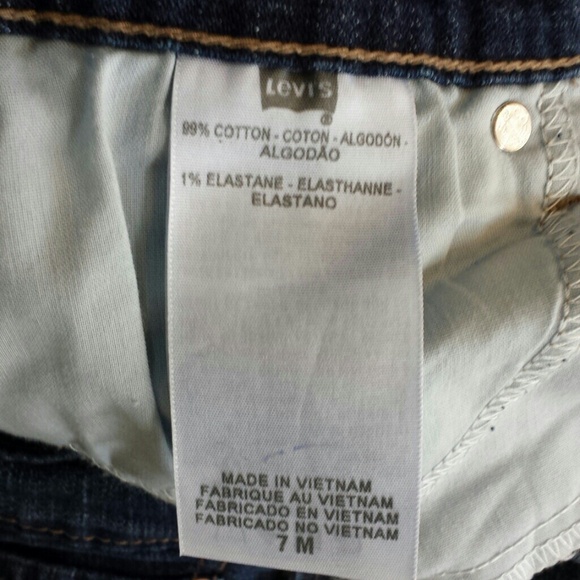 Levi's
®
99% COTTON - COTON - ALGODÓN -
ALGODÃO
1% ELASTANE - ELASTHANNE -
ELASTANO
MADE IN VIETNAM
FABRIQUE AU VIETNAM
FABRICADO EN VIETNAM
FABRICADO NO VIETNAM
7 M